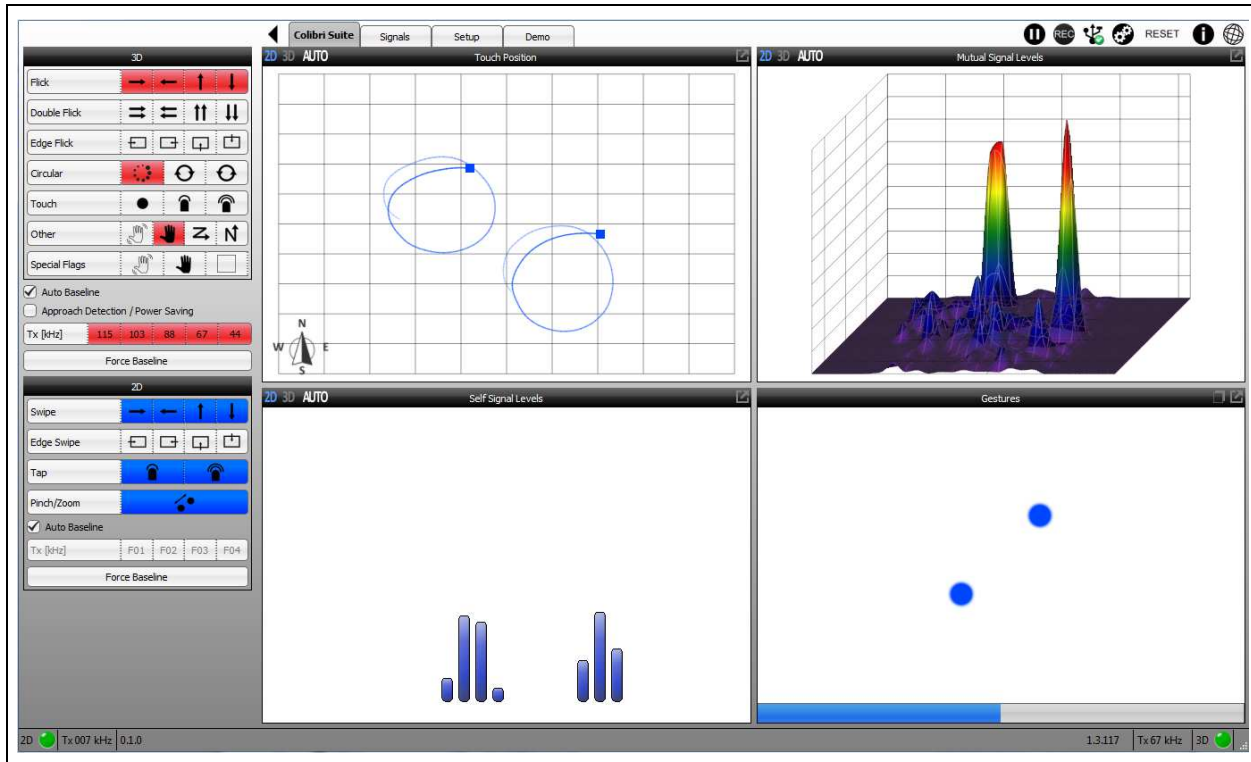 Colibri Suite Signals Setup Demo
REC RESET
3D
Flick
Double Flick
Edge Flick
Circular
Touch
Other
Special Flags
Auto Baseline
Approach Detection / Power Saving
Tx [kHz] 115 103 88 67 44
Force Baseline
2D
Swipe
Edge Swipe
Tap
Pinch/Zoom
Auto Baseline
Tx [kHz] F01 F02 F03 F04
Force Baseline
2D 3D AUTO Touch Position
N
W E
S
2D 3D AUTO Mutual Signal Levels
2D 3D AUTO Self Signal Levels
Gestures
2D Tx 007 kHz 0.1.0
1.3.117 Tx 67 kHz 3D